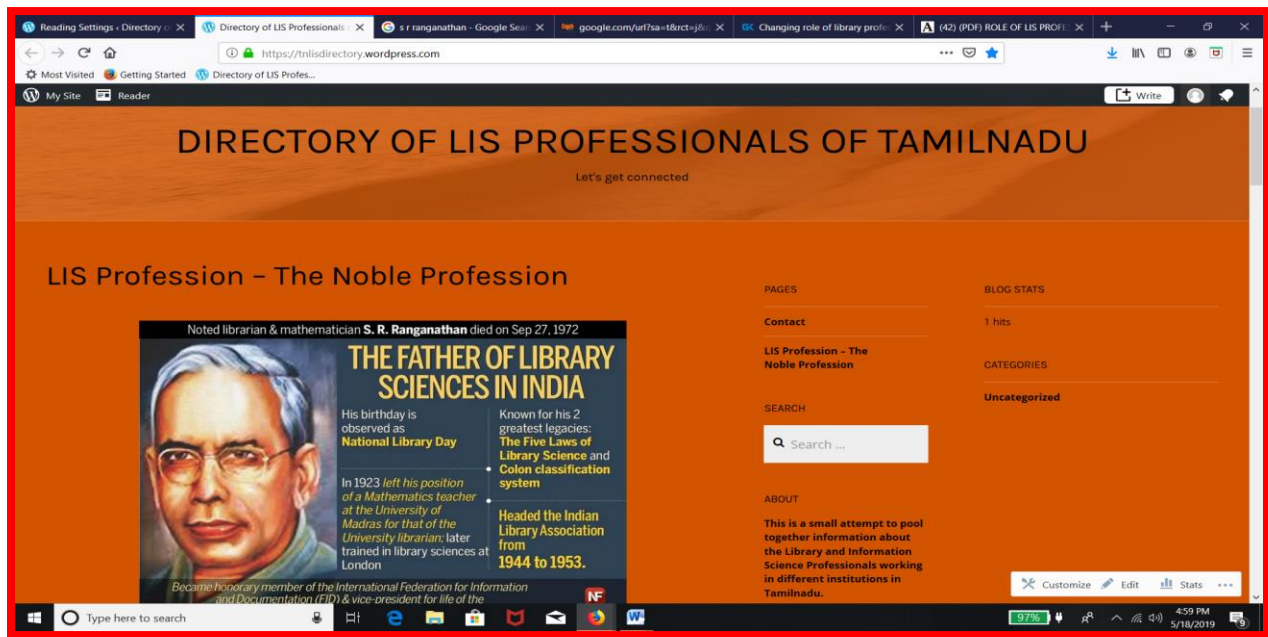 Reading Settings ‹ Directory o
Directory of LIS Professionals o
s r ranganathan - Google Sear
google.com/url?sa=t&rct=j&
Changing role of library profes
(42) (PDF) ROLE OF LIS PROFE
https://tnlisdirectory.wordpress.com
Most Visited
Getting Started
Directory of LIS Profes...
My Site
Reader
Write
DIRECTORY OF LIS PROFESSIONALS OF TAMILNADU
Let's get connected
LIS Profession – The Noble Profession
Noted librarian & mathematician S. R. Ranganathan died on Sep 27, 1972
THE FATHER OF LIBRARY
SCIENCES IN INDIA
His birthday is
observed as
National Library Day
In 1923 left his position
of a Mathematics teacher
at the University of
Madras for that of the
University librarian; later
trained in library sciences at
London
Known for his 2
greatest legacies:
The Five Laws of
Library Science and
Colon classification
system
Headed the Indian
Library Association
from
1944 to 1953.
Became honorary member of the International Federation for Information
and Documentation (FID) & vice-president for life of the
NF
PAGES
Contact
LIS Profession – The
Noble Profession
SEARCH
Search ...
ABOUT
This is a small attempt to pool
together information about
the Library and Information
Science Professionals working
in different institutions in
Tamilnadu.
BLOG STATS
1 hits
CATEGORIES
Uncategorized
Customize
Edit
Stats
Type here to search
97%
4:59 PM
5/18/2019